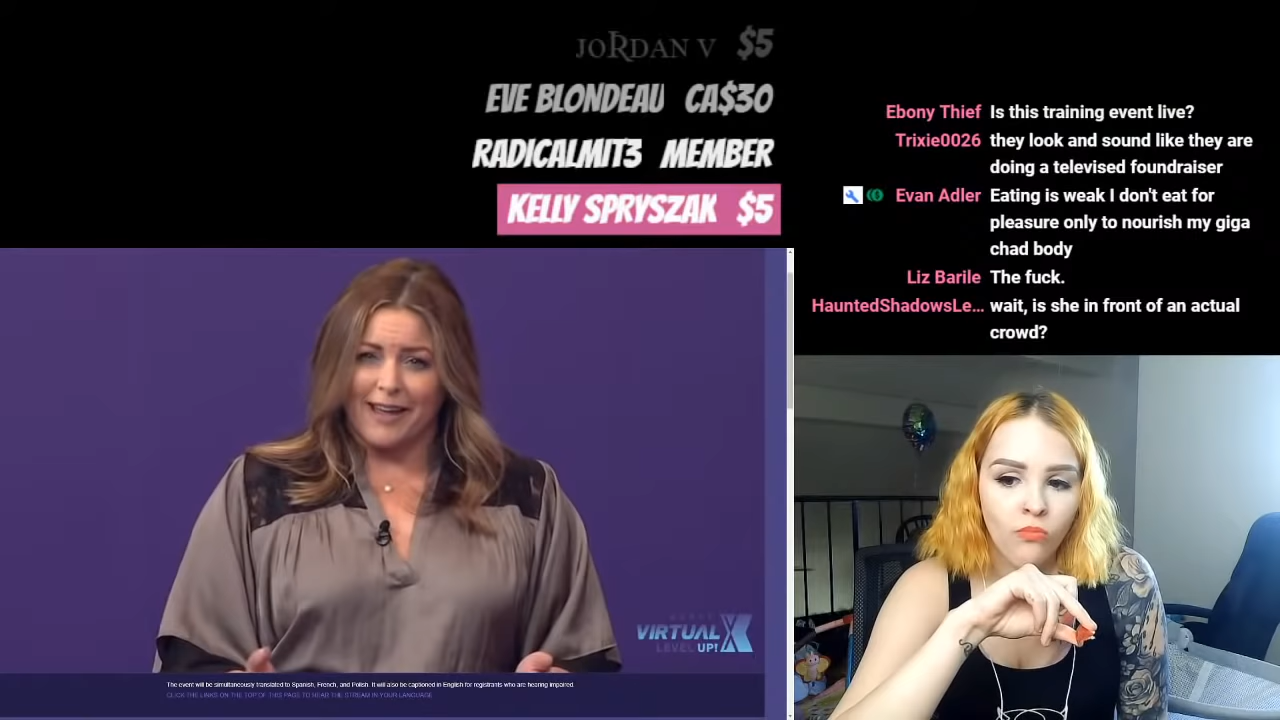 JORDAN V $5
EVE BLONDEAU CA$30
RADICALMIT3 MEMBER
KELLY SPRYSZAK $5
Ebony Thief Is this training event live?
Trixie0026 they look and sound like they are
doing a televised foundraiser
Evan Adler Eating is weak I don't eat for
pleasure only to nourish my giga
chad body
Liz Barile The fuck.
HauntedShadowsLe... wait, is she in front of an actual
crowd?
VIRTUAL X
LEVEL UP!
The event will be simultaneously translated to Spanish, French, and Polish. It will also be captioned in English for registrants who are hearing impaired.
CLICK THE LINKS ON THE TOP OF THIS PAGE TO HEAR THE STREAM IN YOUR LANGUAGE